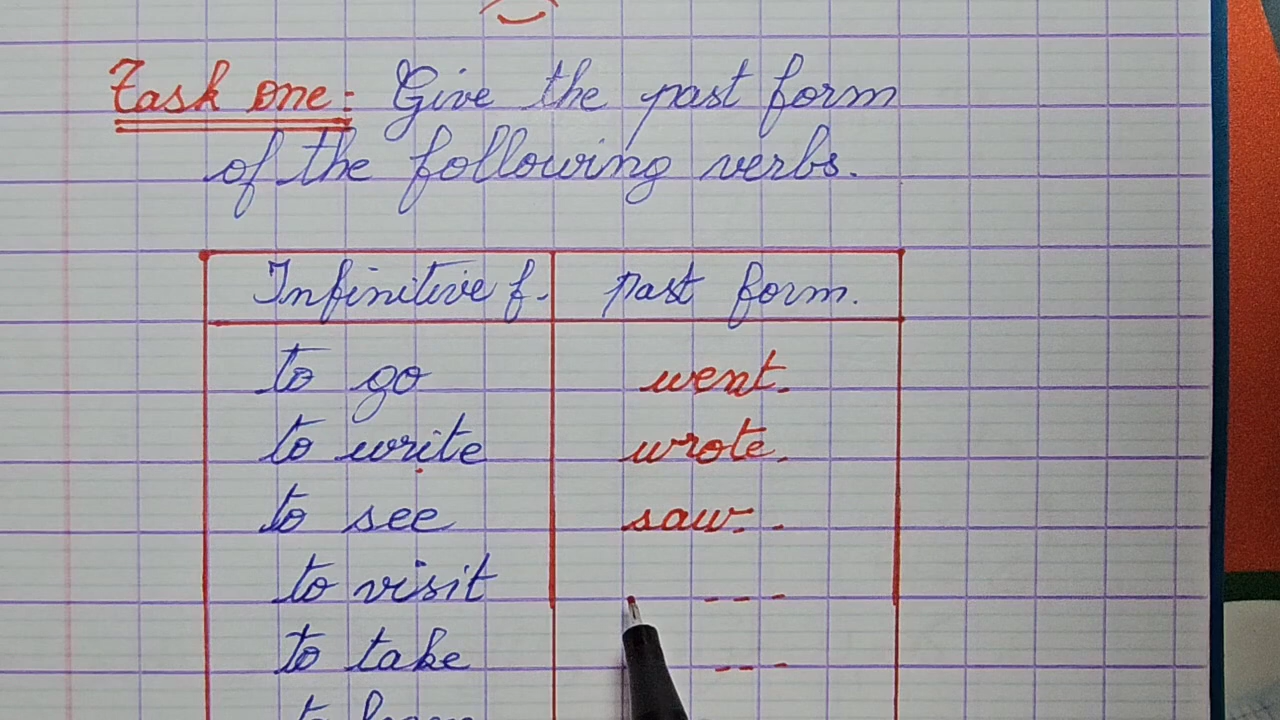 Task one: Give the past form
of the following verbs.
Infinitive f. past form.
to go went.
to write wrote.
to see saw. .
to visit ---
to take ---
to